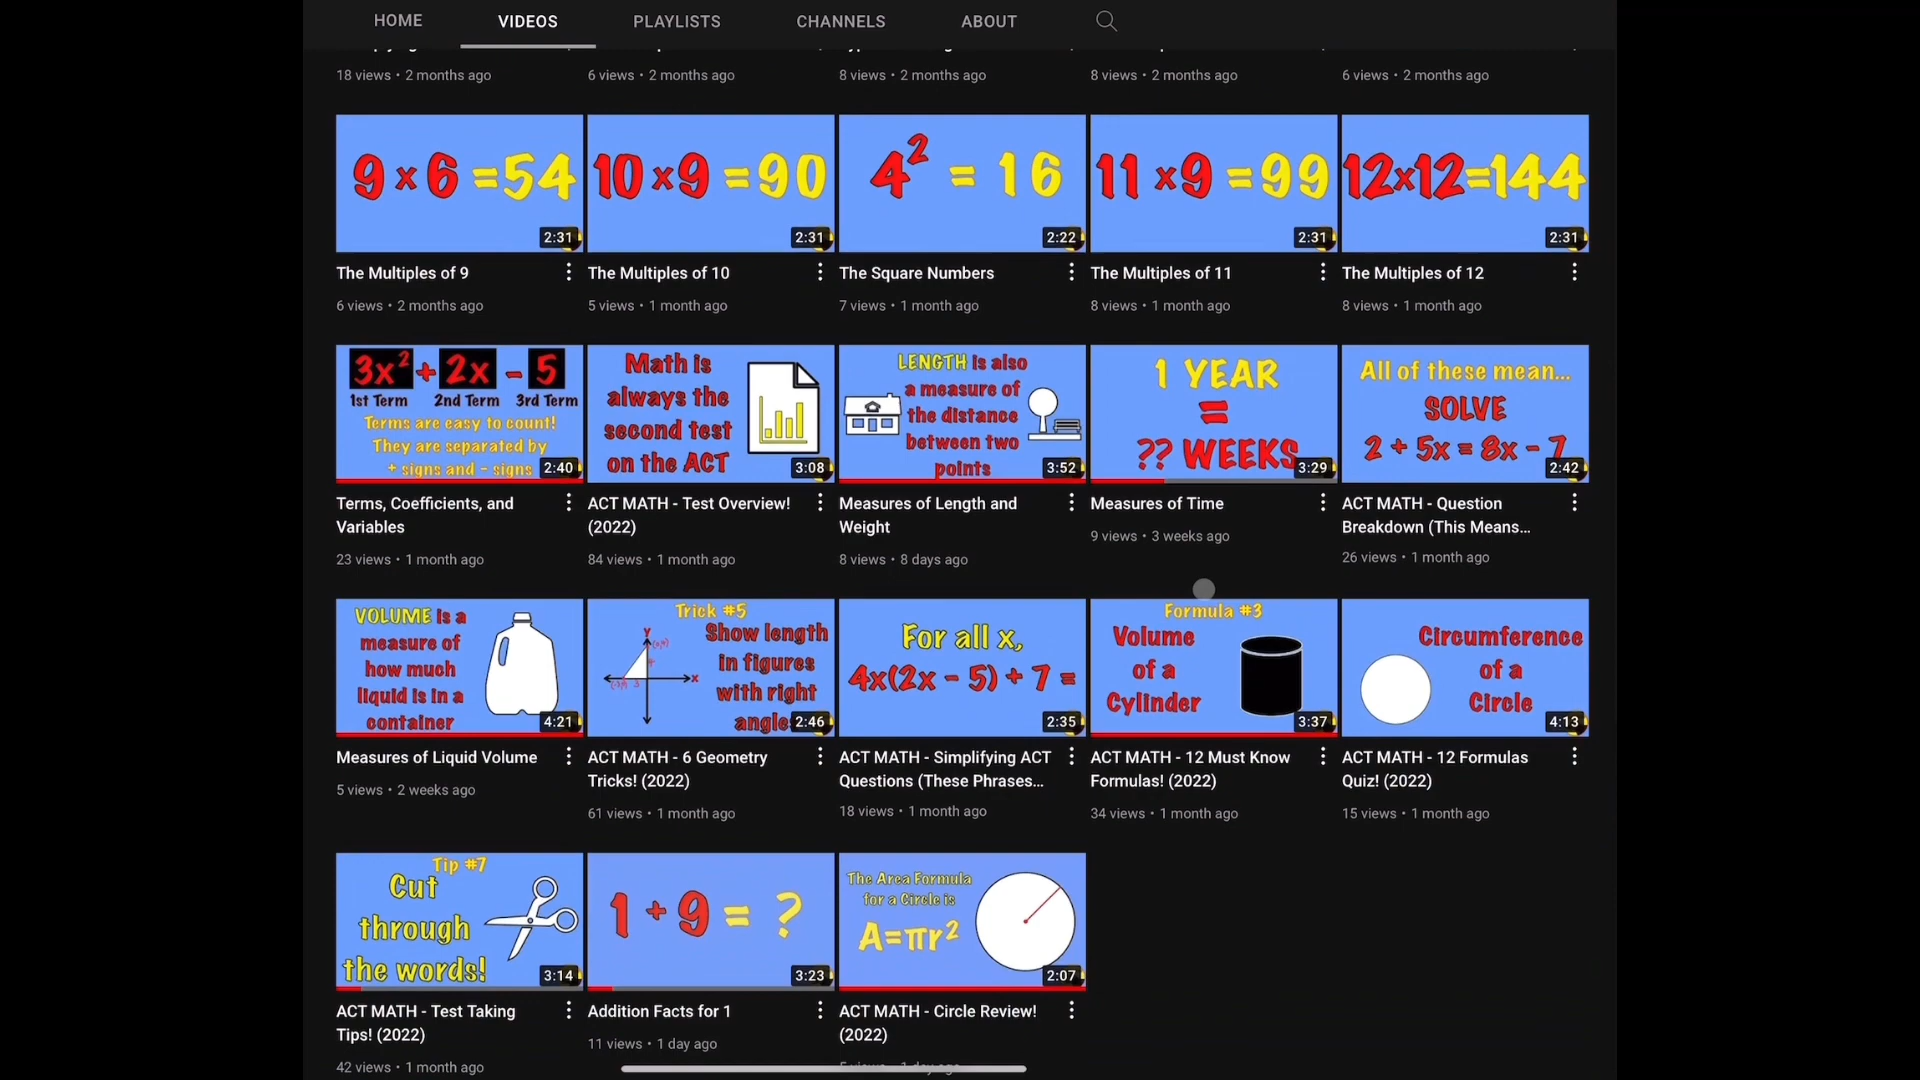 HOME VIDEOS PLAYLISTS CHANNELS ABOUT
18 views • 2 months ago
6 views • 2 months ago
8 views • 2 months ago
8 views • 2 months ago
6 views • 2 months ago
9 × 6 = 54
2:31
10 × 9 = 90
2:31
4² = 16
2:22
11 × 9 = 99
2:31
12×12=144
2:31
The Multiples of 9
6 views • 2 months ago
The Multiples of 10
5 views • 1 month ago
The Square Numbers
7 views • 1 month ago
The Multiples of 11
8 views • 1 month ago
The Multiples of 12
8 views • 1 month ago
3x² + 2x - 5
1st Term 2nd Term 3rd Term
Terms are easy to count!
They are separated by
+ signs and - signs
2:40
Math is
always the
second test
on the ACT
3:08
LENGTH is also
a measure of
the distance
between two
points
3:52
1 YEAR
=
?? WEEKS
3:29
All of these mean...
SOLVE
2 + 5x = 8x - 7
2:42
Terms, Coefficients, and
Variables
23 views • 1 month ago
ACT MATH - Test Overview!
(2022)
84 views • 1 month ago
Measures of Length and
Weight
8 views • 8 days ago
Measures of Time
9 views • 3 weeks ago
ACT MATH - Question
Breakdown (This Means...
26 views • 1 month ago
VOLUME is a
measure of
how much
liquid is in a
container
4:21
Trick #5
Show length
in figures
with right
angles
y
x
2:46
For all x,
4x(2x - 5) + 7 =
2:35
Formula #3
Volume
of a
Cylinder
3:37
Circumference
of a
Circle
4:13
Measures of Liquid Volume
5 views • 2 weeks ago
ACT MATH - 6 Geometry
Tricks! (2022)
61 views • 1 month ago
ACT MATH - Simplifying ACT
Questions (These Phrases...
18 views • 1 month ago
ACT MATH - 12 Must Know
Formulas! (2022)
34 views • 1 month ago
ACT MATH - 12 Formulas
Quiz! (2022)
15 views • 1 month ago
Tip #7
Cut
through
the words!
3:14
1 + 9 = ?
3:23
The Area Formula
for a Circle is
A=πr²
2:07
ACT MATH - Test Taking
Tips! (2022)
42 views • 1 month ago
Addition Facts for 1
11 views • 1 day ago
ACT MATH - Circle Review!
(2022)